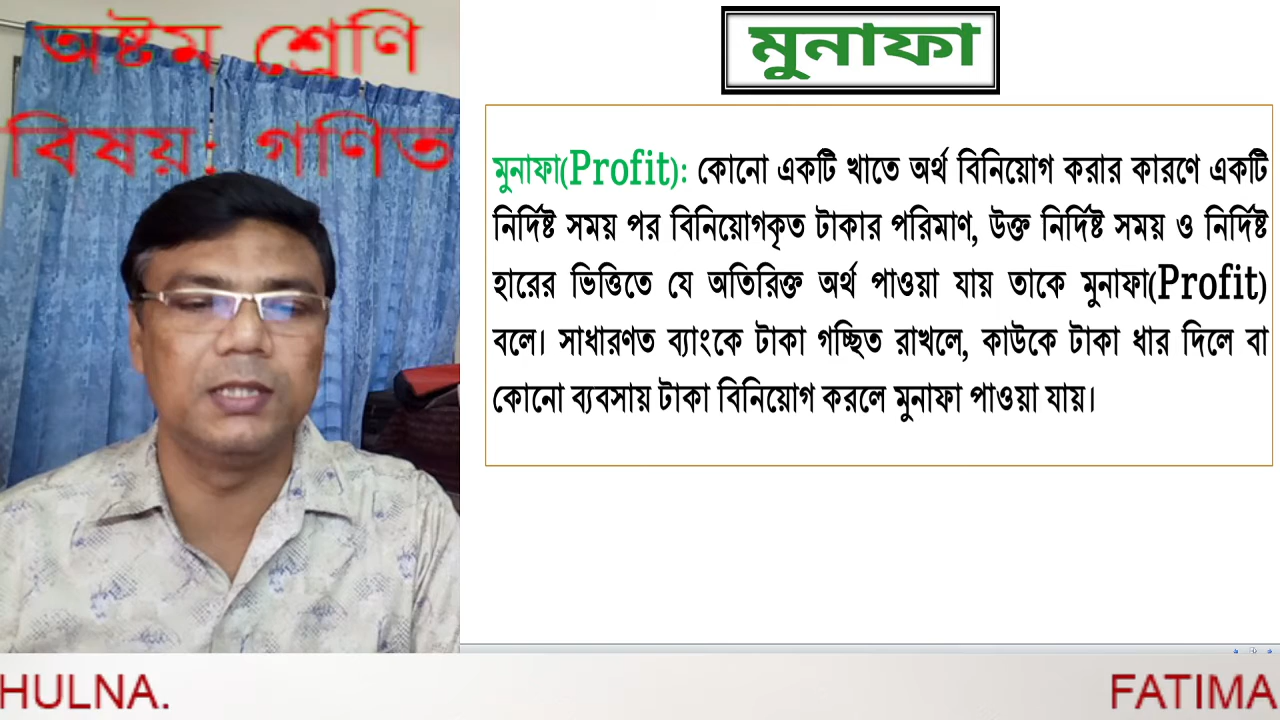 অষ্টম শ্রেণি
বিষয়: গণিত
মুনাফা
মুনাফা(Profit): কোনো একটি খাতে অর্থ বিনিয়োগ করার কারণে একটি
নির্দিষ্ট সময় পর বিনিয়োগকৃত টাকার পরিমাণ, উক্ত নির্দিষ্ট সময় ও নির্দিষ্ট
হারের ভিত্তিতে যে অতিরিক্ত অর্থ পাওয়া যায় তাকে মুনাফা(Profit)
বলে। সাধারণত ব্যাংকে টাকা গচ্ছিত রাখলে, কাউকে টাকা ধার দিলে বা
কোনো ব্যবসায় টাকা বিনিয়োগ করলে মুনাফা পাওয়া যায়।
HULNA. FATIMA